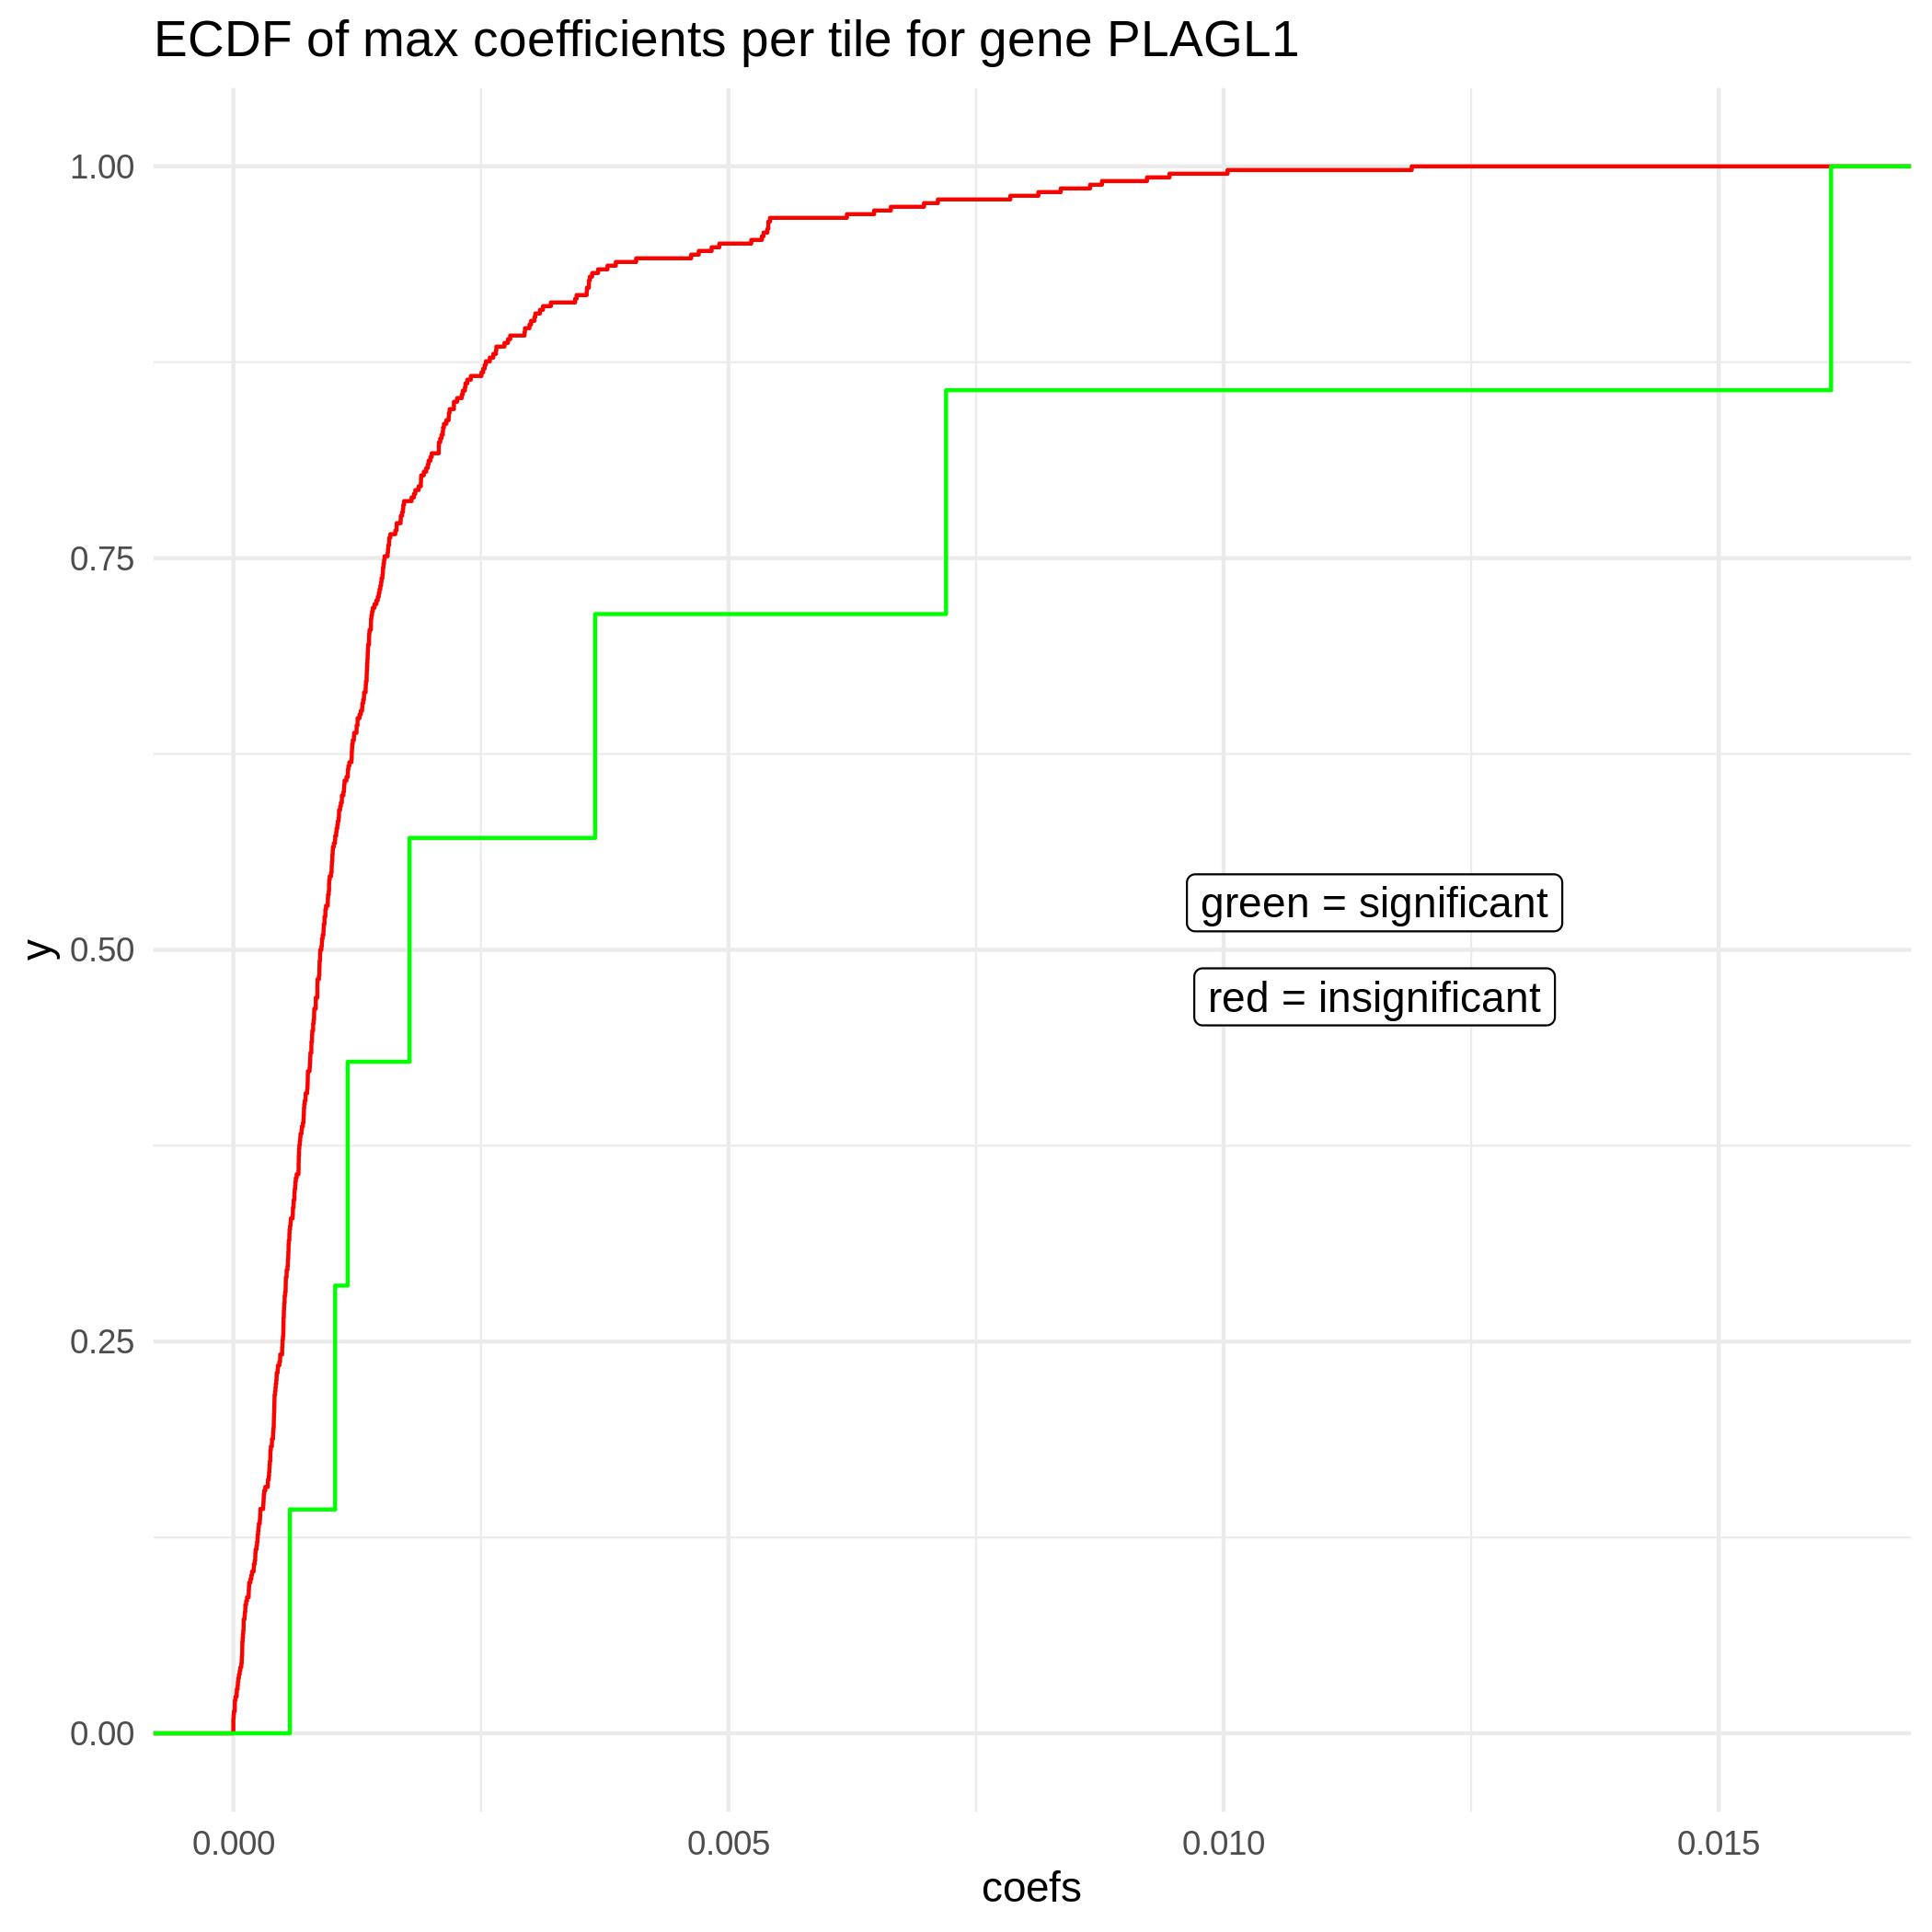 ECDF of max coefficients per tile for gene PLAGL1
1.00
0.75
0.50
0.25
0.00
y
green = significant
red = insignificant
0.000
0.005
0.010
0.015
coefs